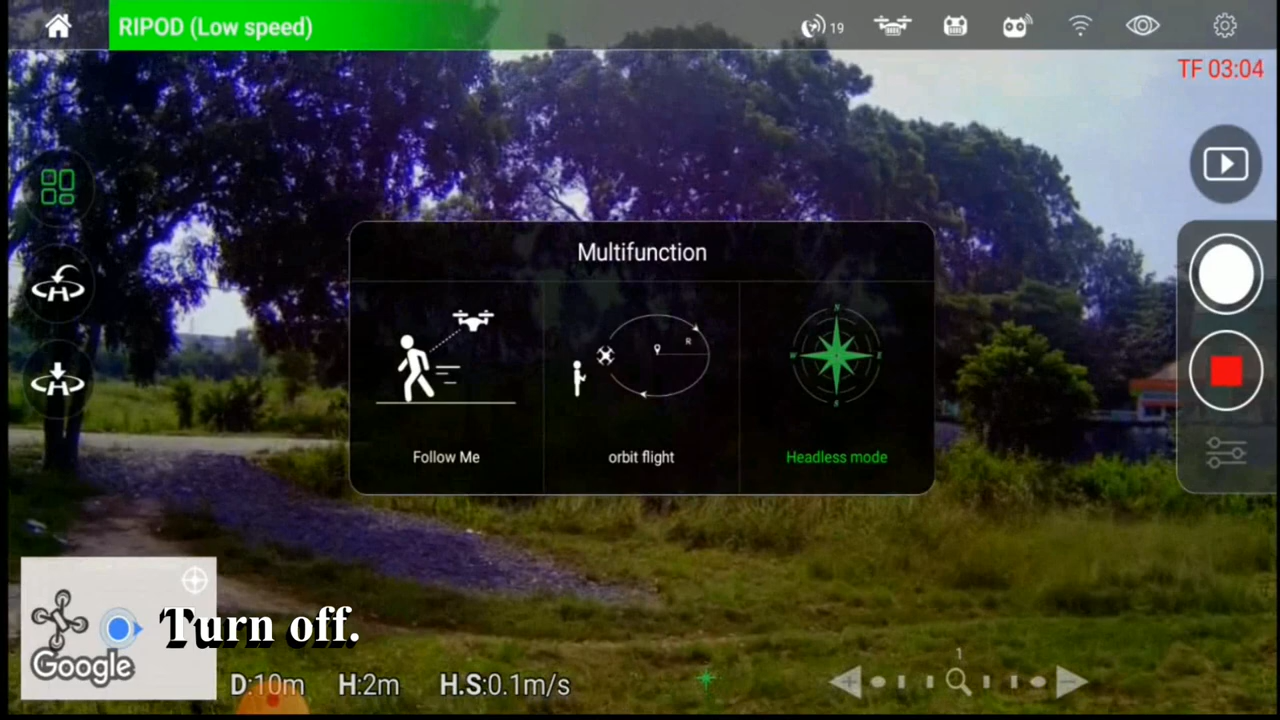 RIPOD (Low speed)
19
TF 03:04
Multifunction
R
N
W
E
S
Follow Me
orbit flight
Headless mode
Turn off.
Google
D:10m
H:2m
H.S:0.1m/s
1